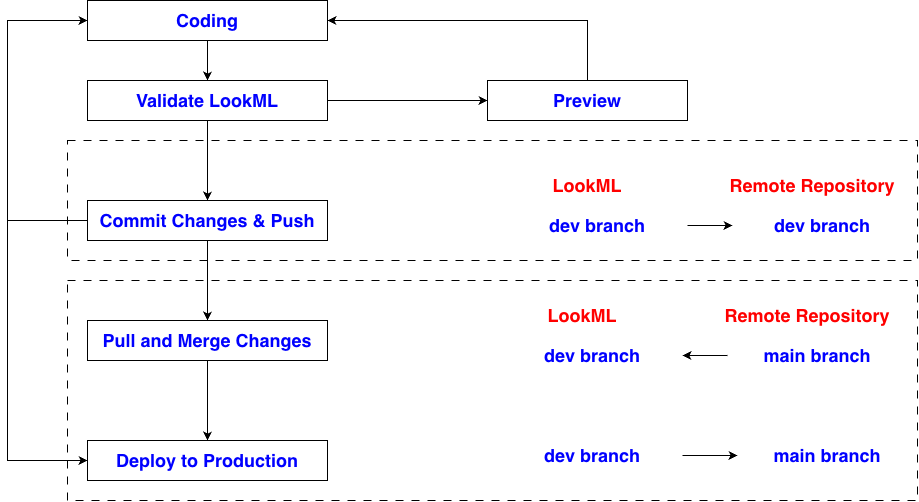 Coding
Validate LookML
Preview
LookML
Remote Repository
Commit Changes & Push
dev branch
dev branch
LookML
Remote Repository
Pull and Merge Changes
dev branch
main branch
Deploy to Production
dev branch
main branch